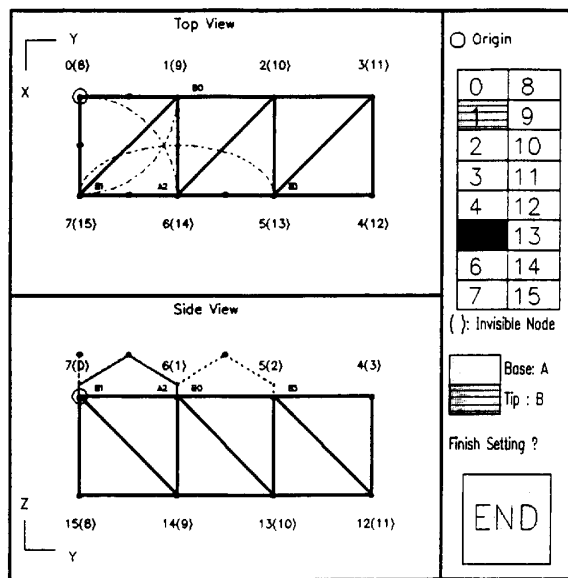 Top View
Y
X
0(8) 1(9) 2(10) 3(11)
B0
B1 A2 B3
7(15) 6(14) 5(13) 4(12)
Side View
7(0) 6(1) 5(2) 4(3)
B1 A2 B0 B3
Z
Y
15(8) 14(9) 13(10) 12(11)
Origin
0 8
1 9
2 10
3 11
4 12
13
6 14
7 15
( ): Invisible Node
Base: A
Tip : B
Finish Setting ?
END